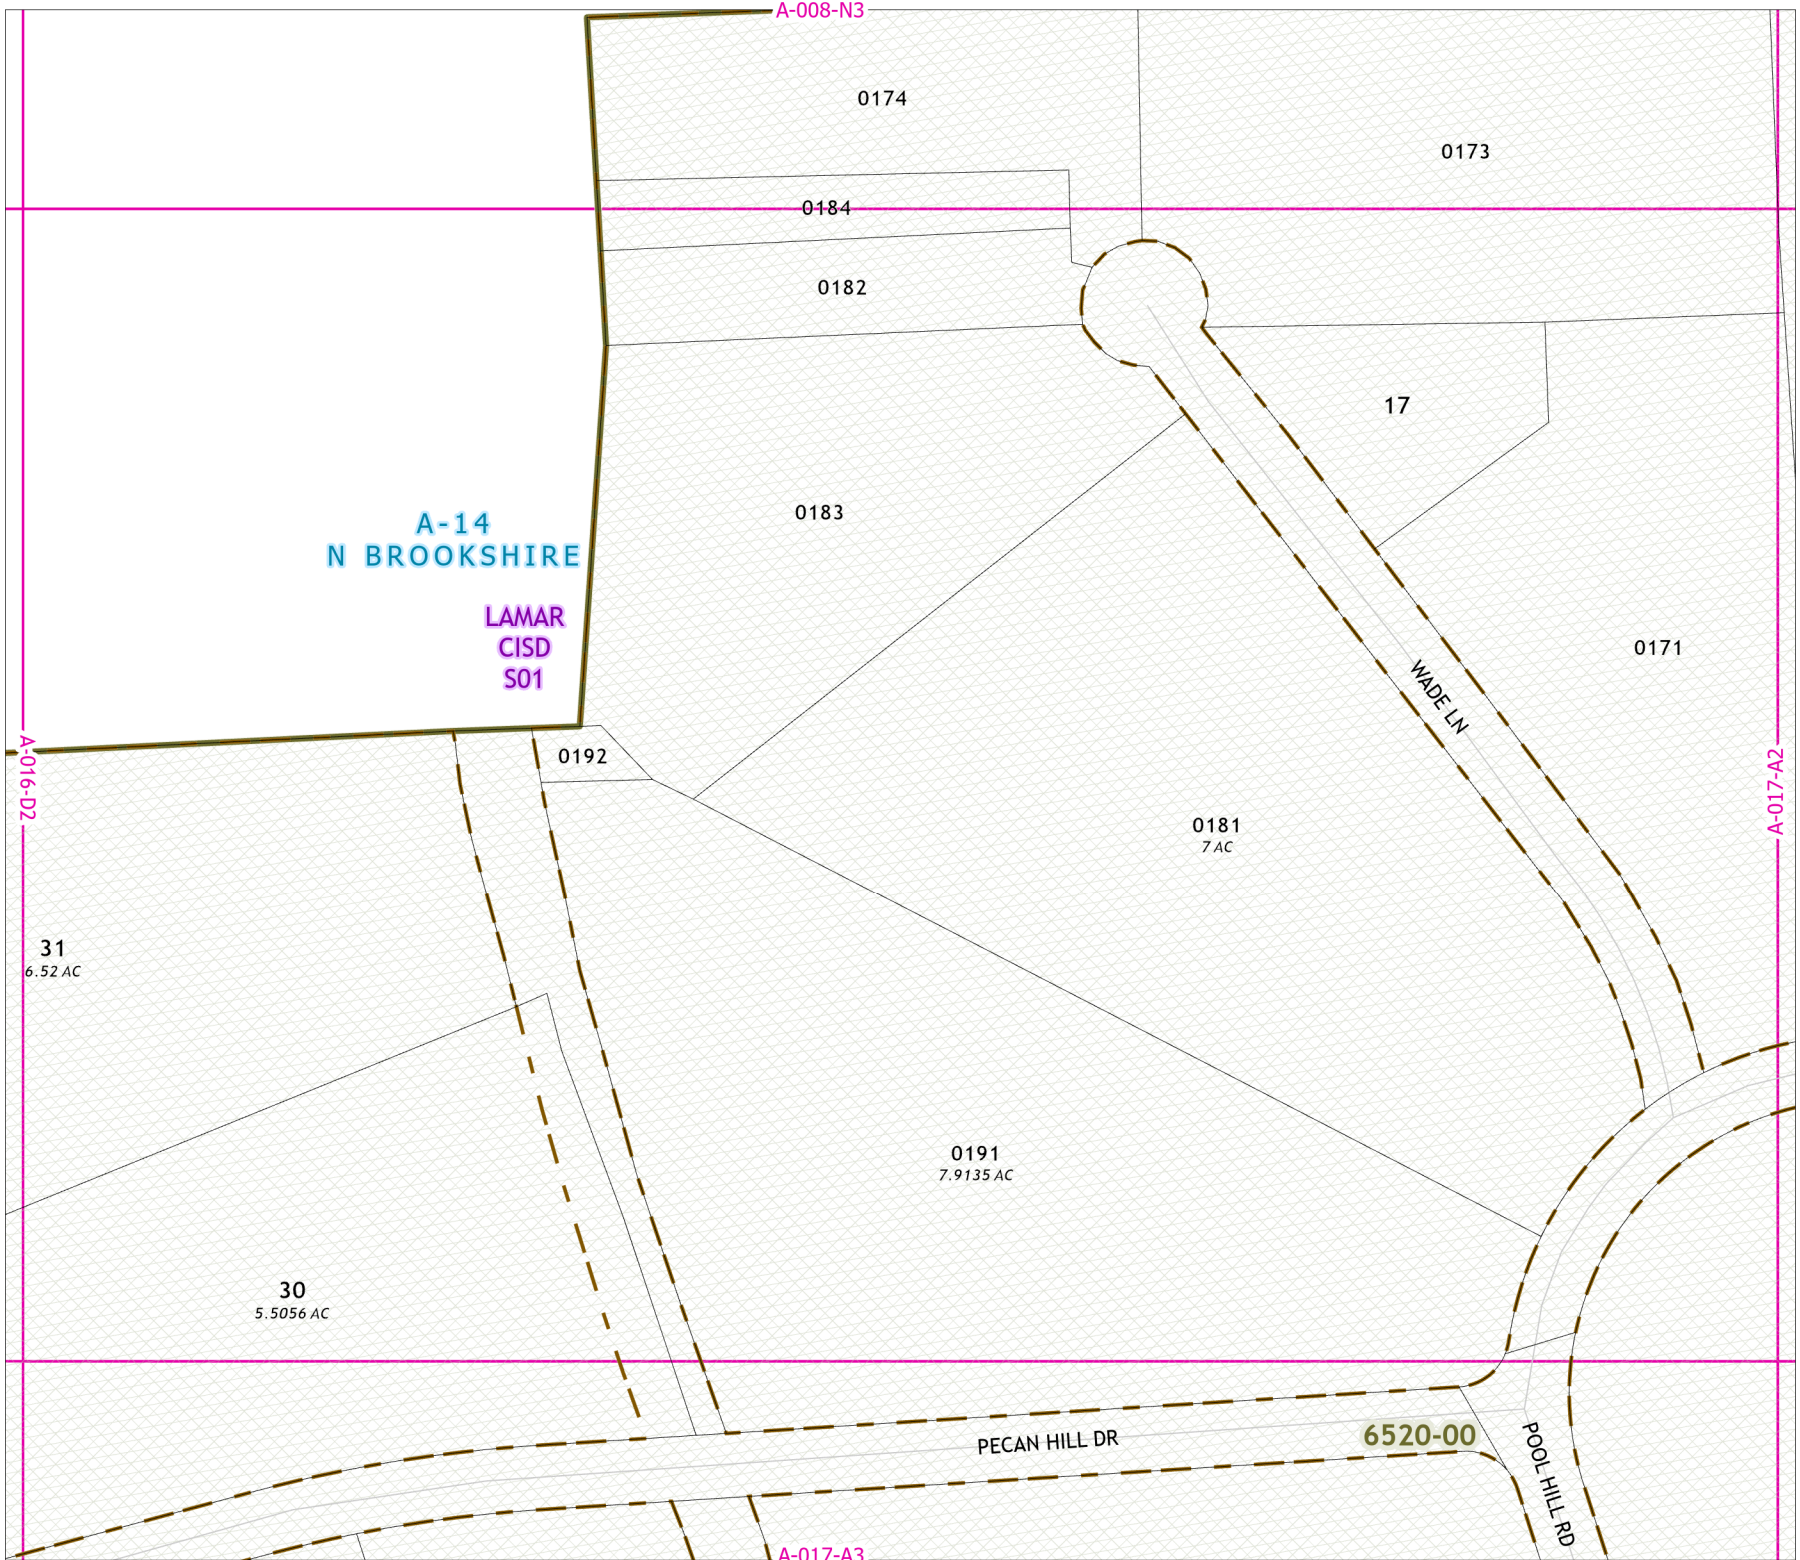 A-008-N3
0174
0173
0184
0182
17
0183
A-14
N BROOKSHIRE
LAMAR
CISD
S01
0171
WADE LN
A-016-D2
0192
A-017-A2
0181
7 AC
31
6.52 AC
0191
7.9135 AC
30
5.5056 AC
PECAN HILL DR
6520-00
POOL HILL RD
A-017-A3